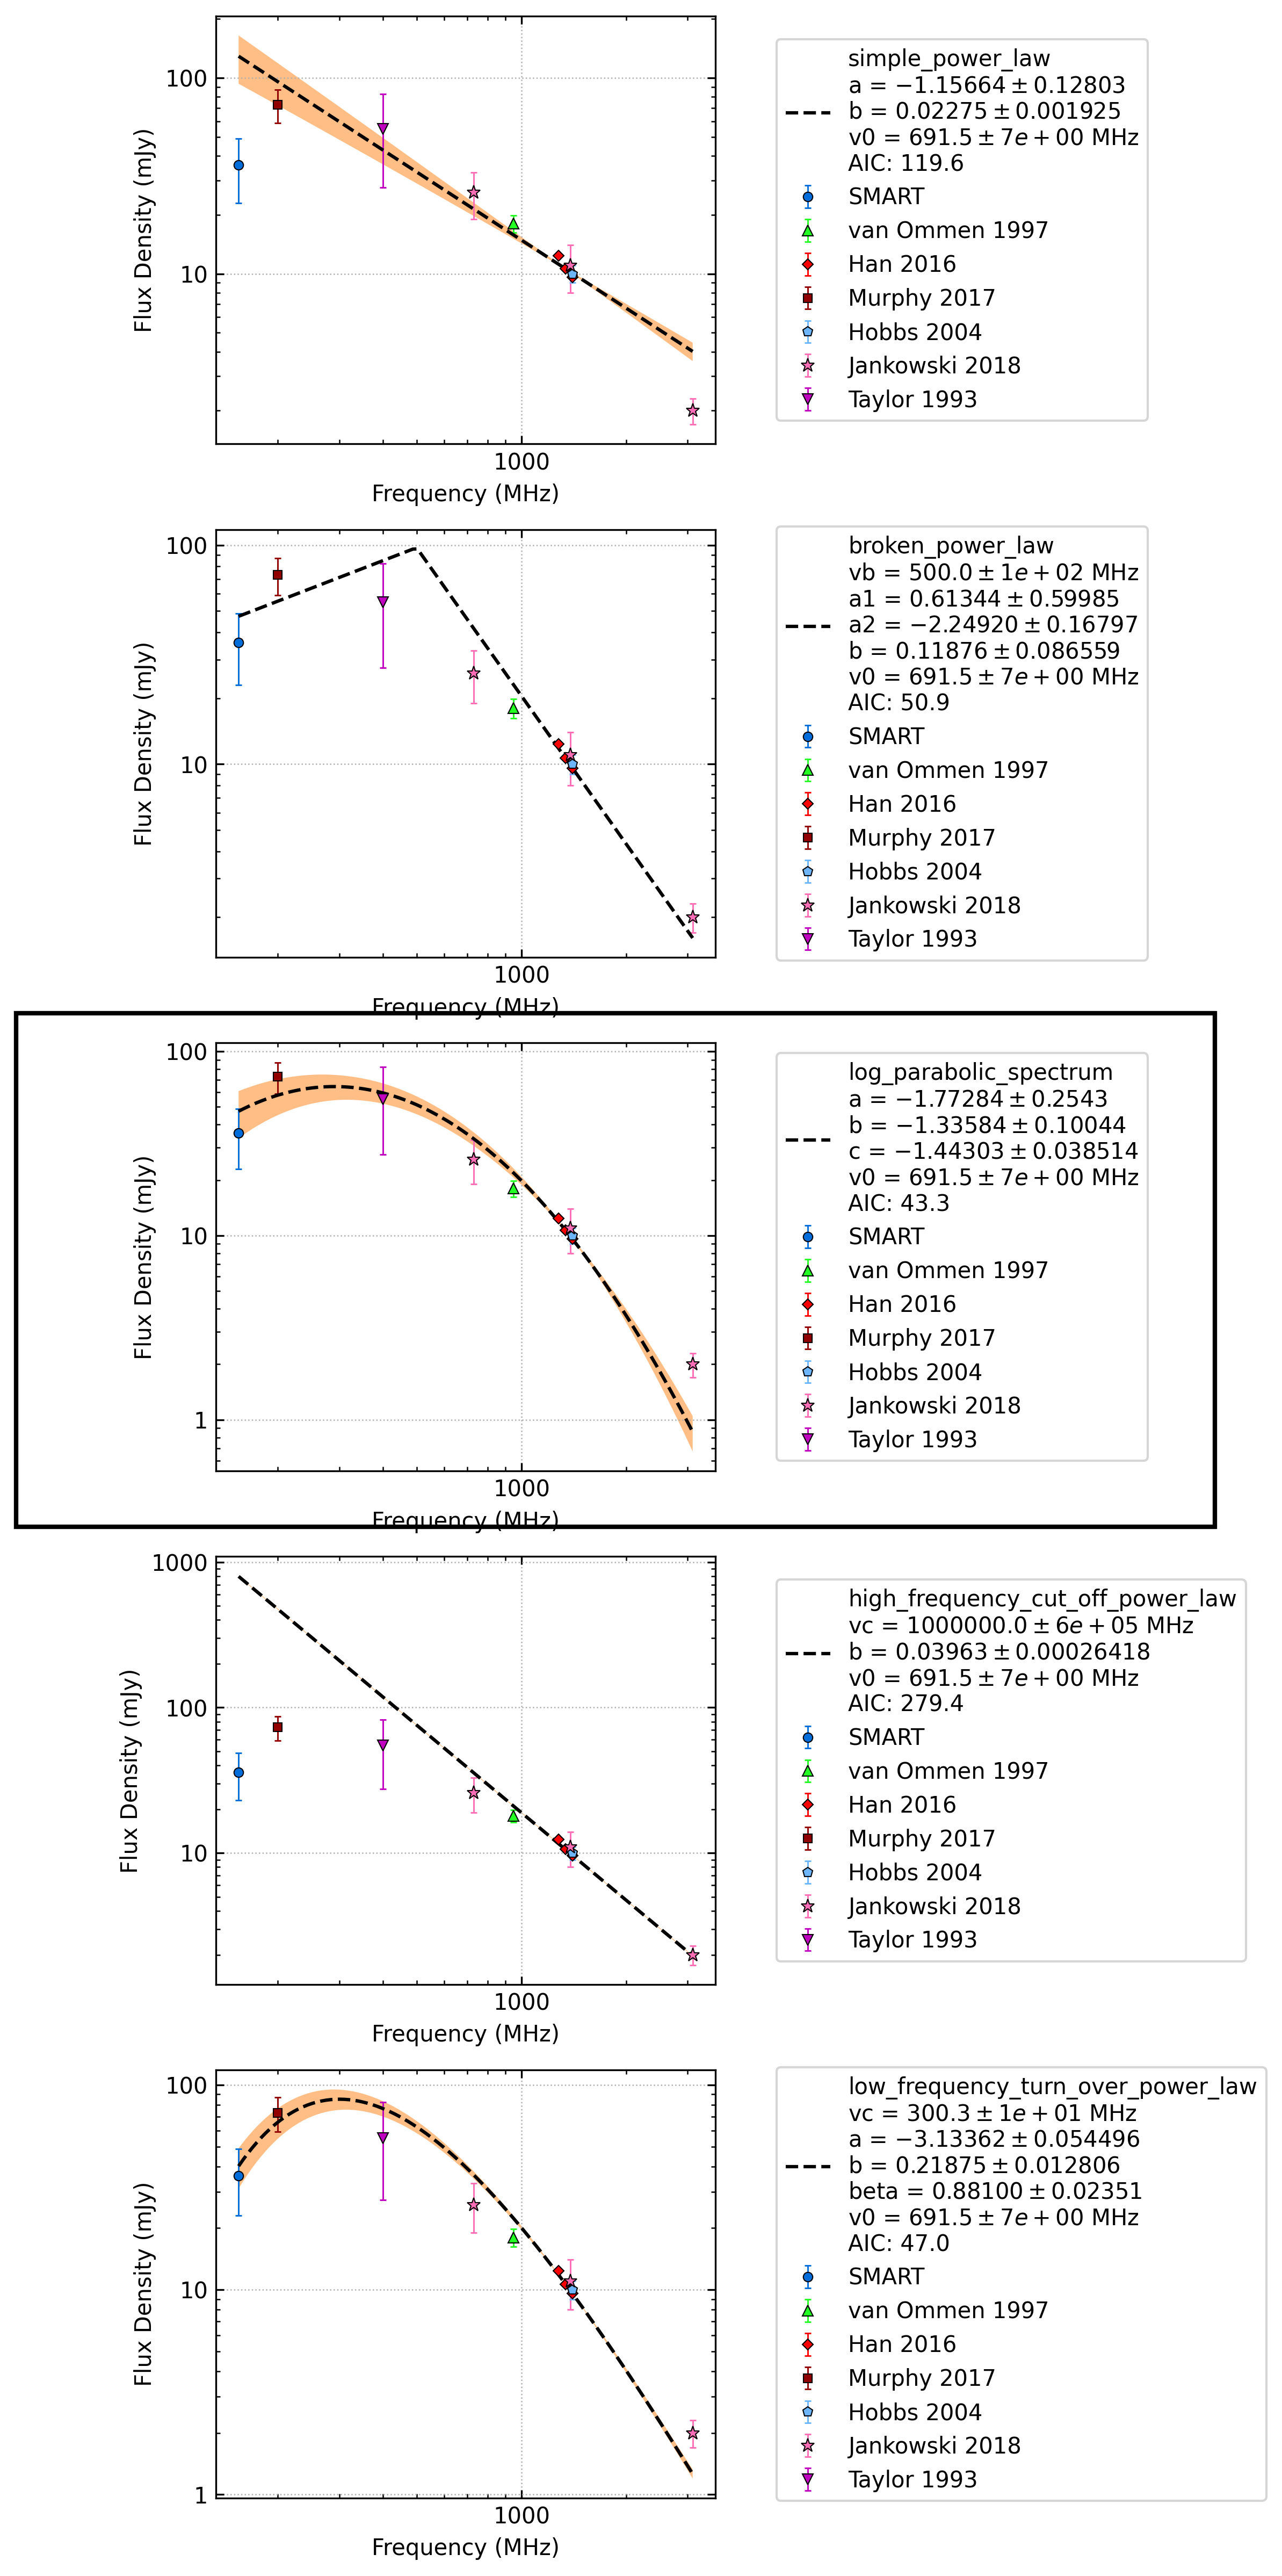 100
10
Flux Density (mJy)
1000
Frequency (MHz)
simple_power_law
a = −1.15664 ± 0.12803
b = 0.02275 ± 0.001925
v0 = 691.5 ± 7e + 00 MHz
AIC: 119.6
SMART
van Ommen 1997
Han 2016
Murphy 2017
Hobbs 2004
Jankowski 2018
Taylor 1993
100
10
Flux Density (mJy)
1000
Frequency (MHz)
broken_power_law
vb = 500.0 ± 1e + 02 MHz
a1 = 0.61344 ± 0.59985
a2 = −2.24920 ± 0.16797
b = 0.11876 ± 0.086559
v0 = 691.5 ± 7e + 00 MHz
AIC: 50.9
SMART
van Ommen 1997
Han 2016
Murphy 2017
Hobbs 2004
Jankowski 2018
Taylor 1993
100
10
1
Flux Density (mJy)
1000
Frequency (MHz)
log_parabolic_spectrum
a = −1.77284 ± 0.2543
b = −1.33584 ± 0.10044
c = −1.44303 ± 0.038514
v0 = 691.5 ± 7e + 00 MHz
AIC: 43.3
SMART
van Ommen 1997
Han 2016
Murphy 2017
Hobbs 2004
Jankowski 2018
Taylor 1993
1000
100
10
Flux Density (mJy)
1000
Frequency (MHz)
high_frequency_cut_off_power_law
vc = 1000000.0 ± 6e + 05 MHz
b = 0.03963 ± 0.00026418
v0 = 691.5 ± 7e + 00 MHz
AIC: 279.4
SMART
van Ommen 1997
Han 2016
Murphy 2017
Hobbs 2004
Jankowski 2018
Taylor 1993
100
10
1
Flux Density (mJy)
1000
Frequency (MHz)
low_frequency_turn_over_power_law
vc = 300.3 ± 1e + 01 MHz
a = −3.13362 ± 0.054496
b = 0.21875 ± 0.012806
beta = 0.88100 ± 0.02351
v0 = 691.5 ± 7e + 00 MHz
AIC: 47.0
SMART
van Ommen 1997
Han 2016
Murphy 2017
Hobbs 2004
Jankowski 2018
Taylor 1993